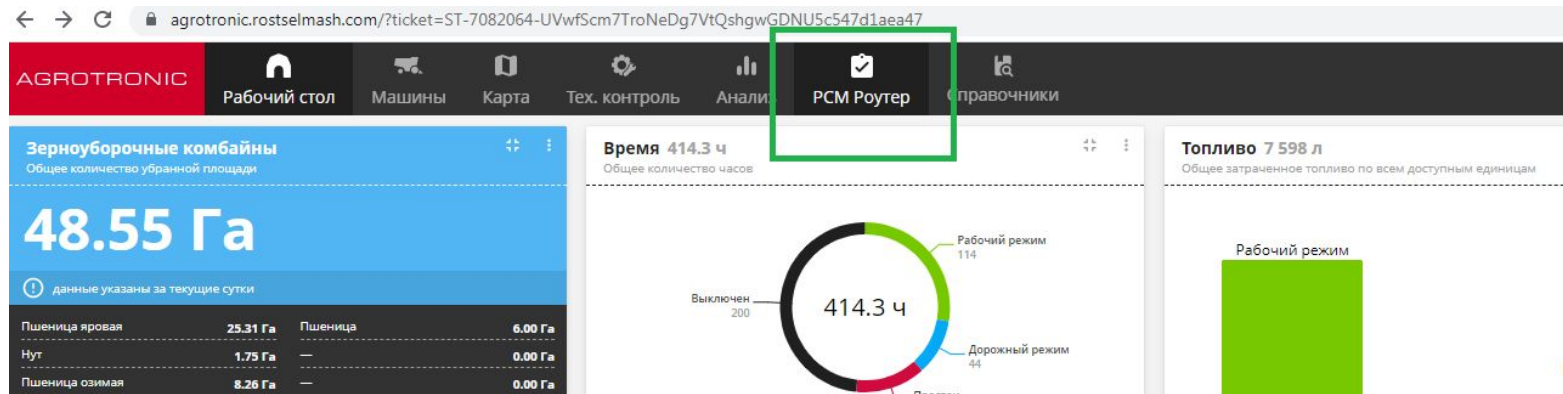 agrotronic.rostselmash.com/?ticket=ST-7082064-UVwfScm7TroNeDg7VtQshgwGDNU5c547d1aea47
AGROTRONIC
Рабочий стол
Машины
Карта
Тех. контроль
Анализ
РСМ Роутер
Справочники
Зерноуборочные комбайны
Общее количество убранной площади
48.55 Га
данные указаны за текущие сутки
Пшеница яровая 25.31 Га Пшеница 6.00 Га
Нут 1.75 Га — 0.00 Га
Пшеница озимая 8.26 Га — 0.00 Га
Время 414.3 ч
Общее количество часов
Рабочий режим
114
Выключен
200
414.3 ч
Дорожный режим
44
Топливо 7 598 л
Общее затраченное топливо по всем доступным единицам
Рабочий режим